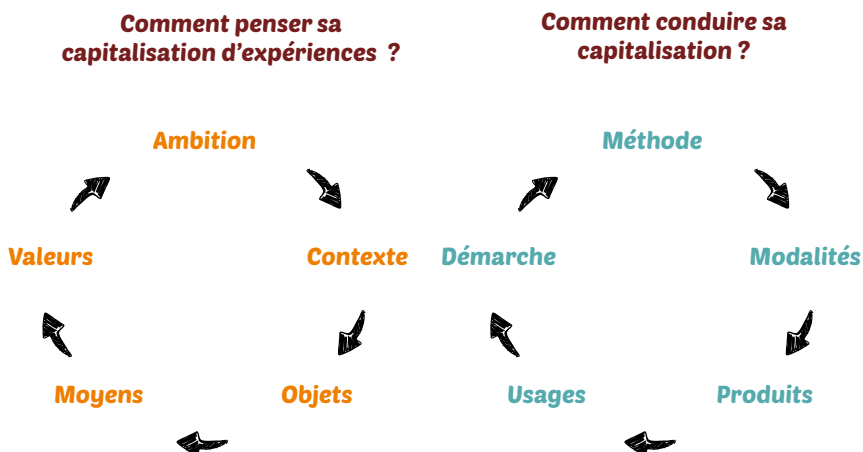 Comment penser sa
capitalisation d'expériences  ?
Comment conduire sa
capitalisation ?
Ambition
Méthode
Valeurs
Contexte
Démarche
Modalités
Moyens
Objets
Usages
Produits